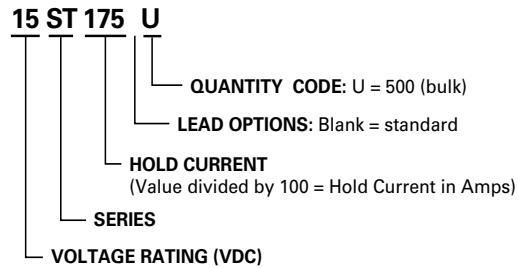 15 ST 175 U
QUANTITY CODE: U = 500 (bulk)
LEAD OPTIONS: Blank = standard
HOLD CURRENT
(Value divided by 100 = Hold Current in Amps)
SERIES
VOLTAGE RATING (VDC)